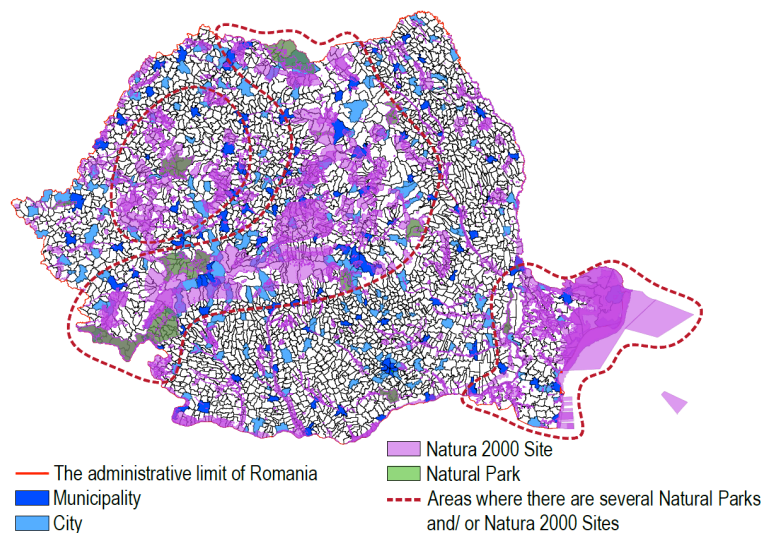 The administrative limit of Romania
Municipality
City
Natura 2000 Site
Natural Park
Areas where there are several Natural Parks
and/ or Natura 2000 Sites